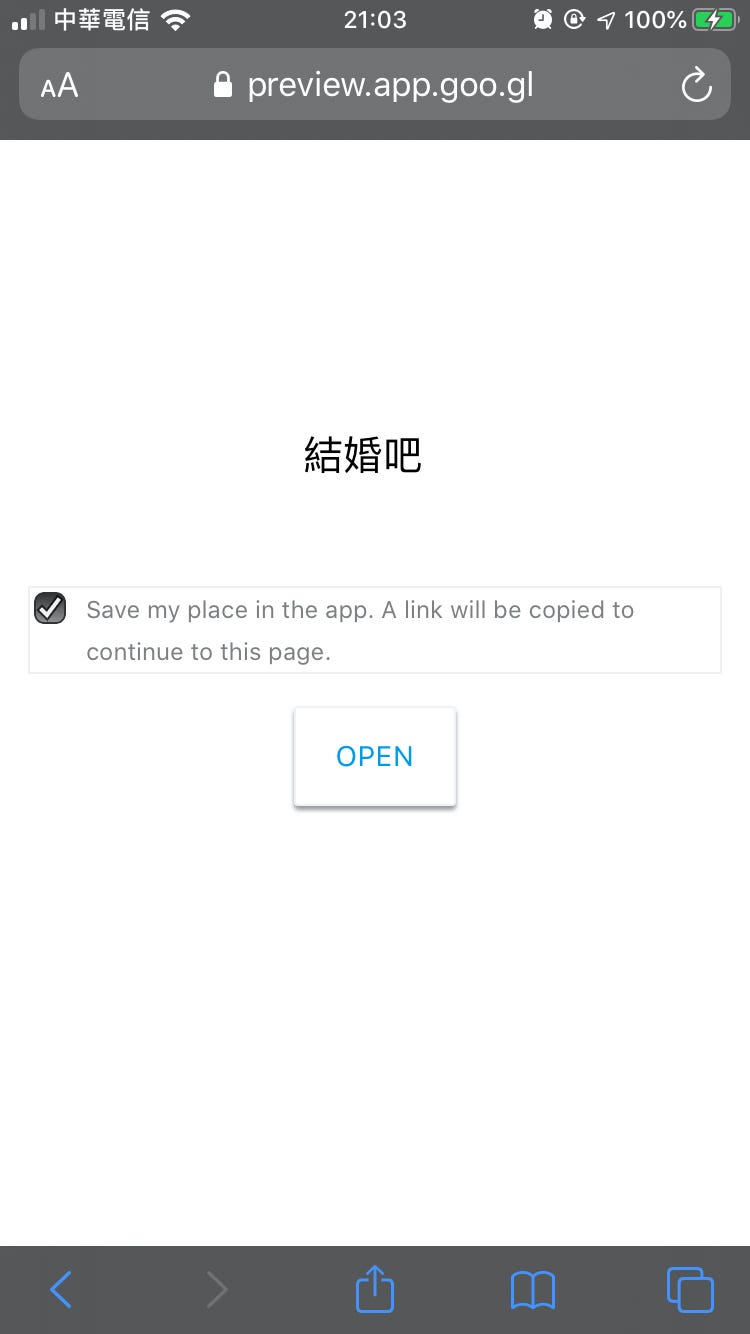 中華電信
21:03
100%
AA
preview.app.goo.gl
結婚吧
Save my place in the app. A link will be copied to
continue to this page.
OPEN